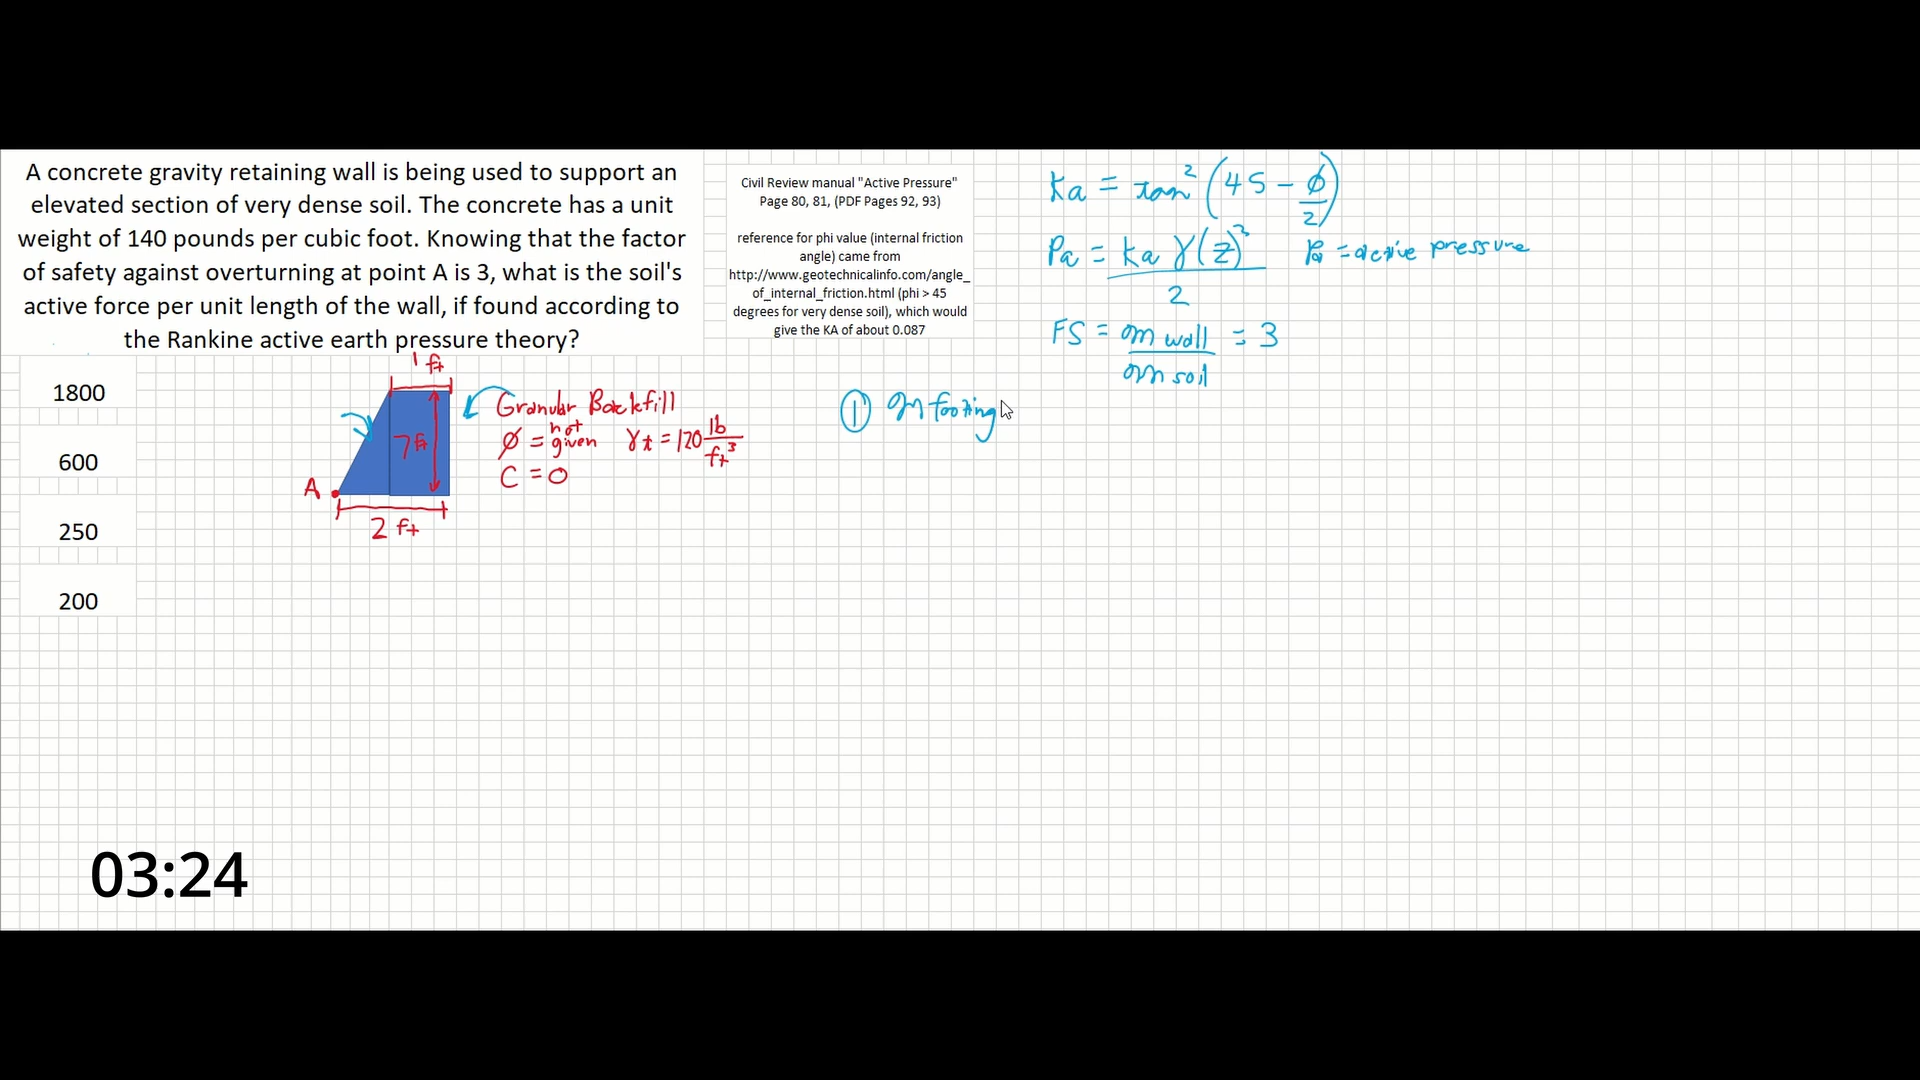 A concrete gravity retaining wall is being used to support an
elevated section of very dense soil. The concrete has a unit
weight of 140 pounds per cubic foot. Knowing that the factor
of safety against overturning at point A is 3, what is the soil's
active force per unit length of the wall, if found according to
the Rankine active earth pressure theory?
1800
600
250
200
1 ft
7 ft
A
2 ft
Granular Backfill
φ = not given γt = 120 lb/ft³
C = 0
Civil Review manual "Active Pressure"
Page 80, 81, (PDF Pages 92, 93)
reference for phi value (internal friction
angle) came from
http://www.geotechnicalinfo.com/angle_
of_internal_friction.html (phi > 45
degrees for very dense soil), which would
give the KA of about 0.087
Ka = tan² (45 - φ/2)
Pa = Ka γ(z)²/2 Pa = active pressure
FS = m wall / m soil = 3
① m footing
03:24